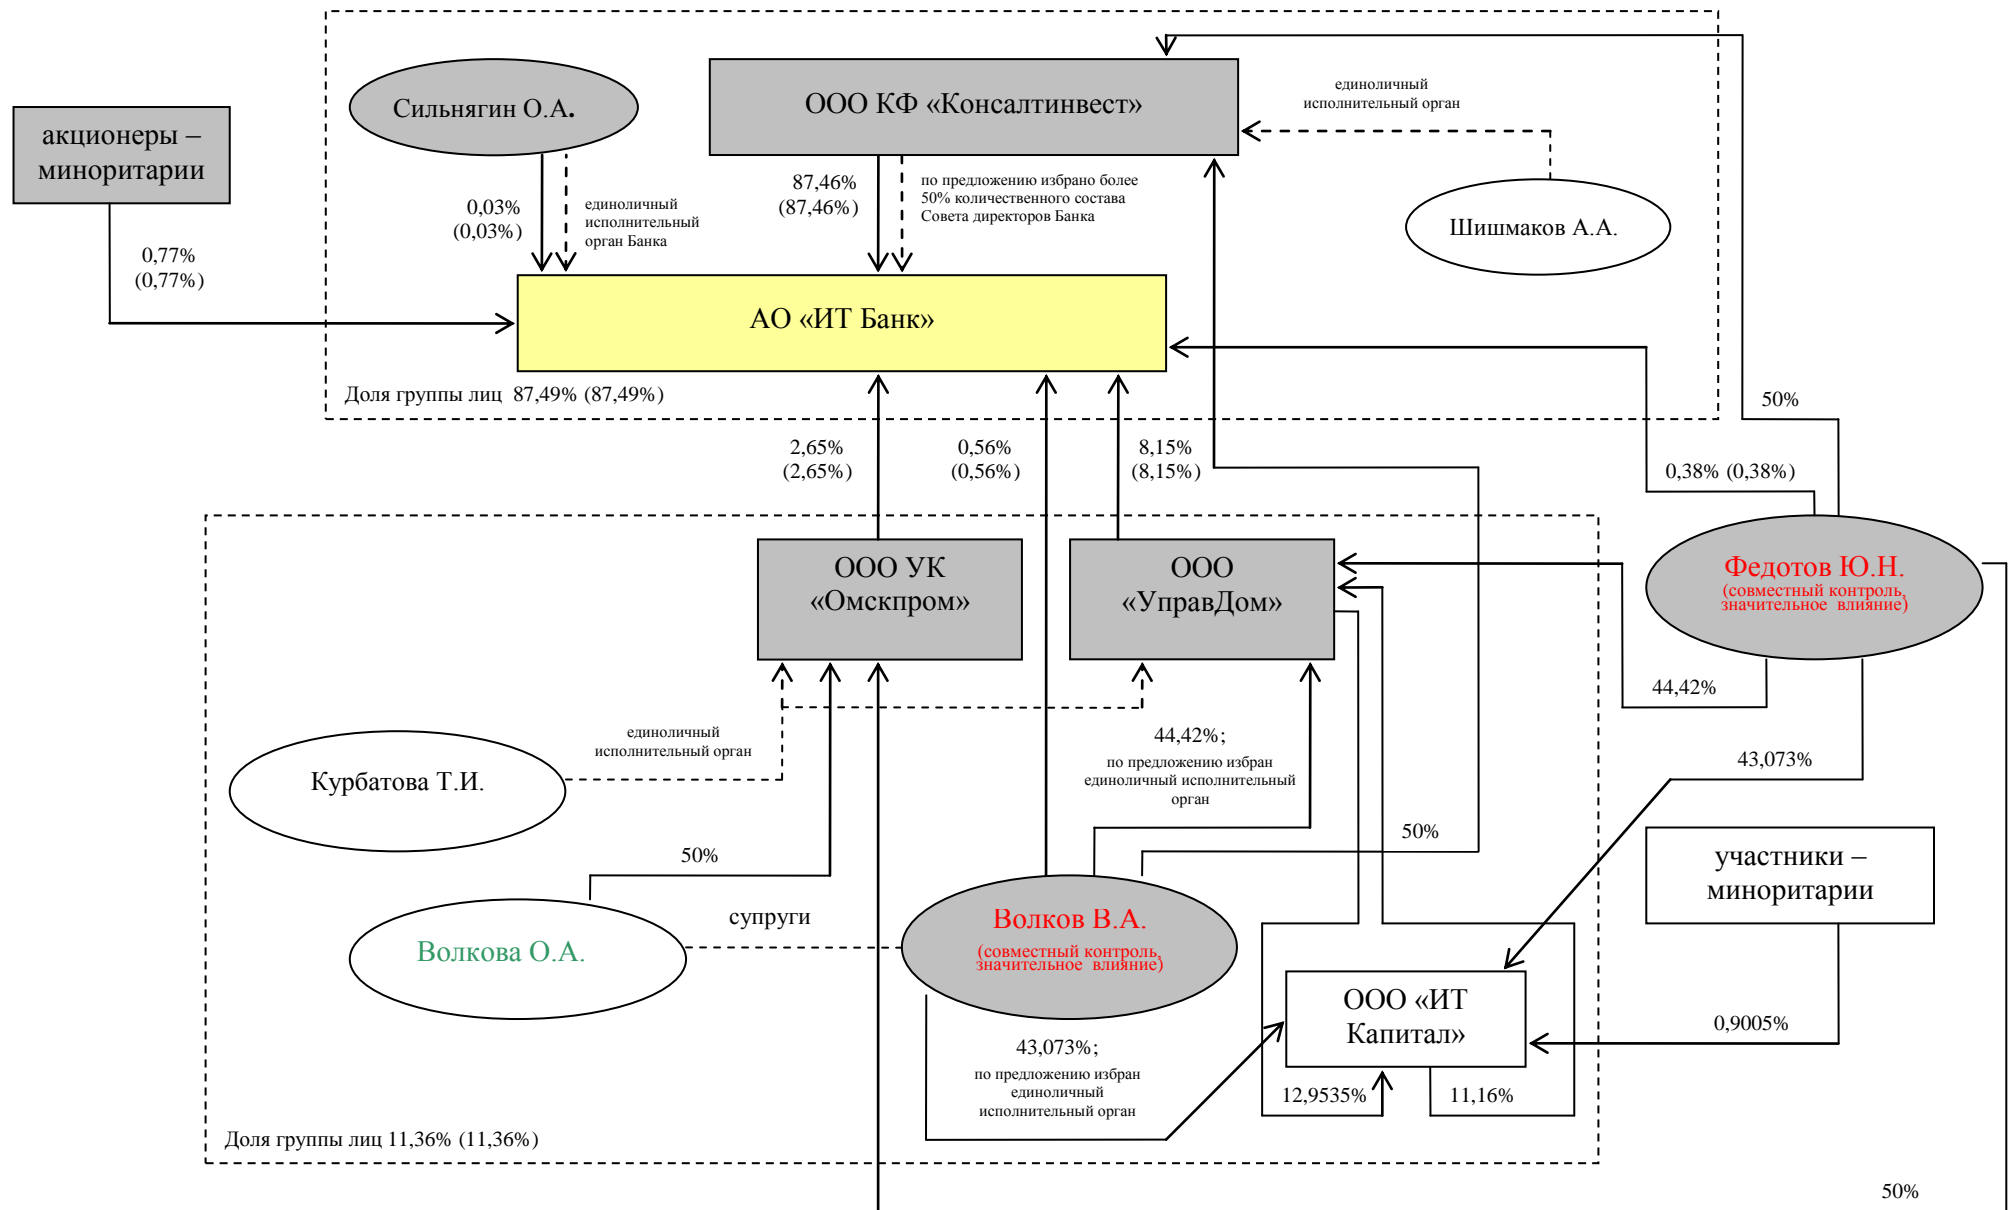 Сильнягин О.А.
ООО КФ «Консалтинвест»
единоличный
исполнительный орган
акционеры –
миноритарии
0,03%
(0,03%)
единоличный
исполнительный
орган Банка
87,46%
(87,46%)
по предложению избрано более
50% количественного состава
Совета директоров Банка
Шишмаков А.А.
0,77%
(0,77%)
АО «ИТ Банк»
Доля группы лиц 87,49% (87,49%)
50%
2,65%
(2,65%)
0,56%
(0,56%)
8,15%
(8,15%)
0,38% (0,38%)
ООО УК
«Омскпром»
ООО
«УправДом»
Федотов Ю.Н.
(совместный контроль,
значительное влияние)
44,42%
единоличный
исполнительный орган
Курбатова Т.И.
44,42%;
по предложению избран
единоличный исполнительный
орган
43,073%
50%
50%
участники –
миноритарии
Волкова О.А.
супруги
Волков В.А.
(совместный контроль,
значительное влияние)
ООО «ИТ
Капитал»
0,9005%
43,073%;
по предложению избран
единоличный
исполнительный орган
12,9535%
11,16%
Доля группы лиц 11,36% (11,36%)
50%